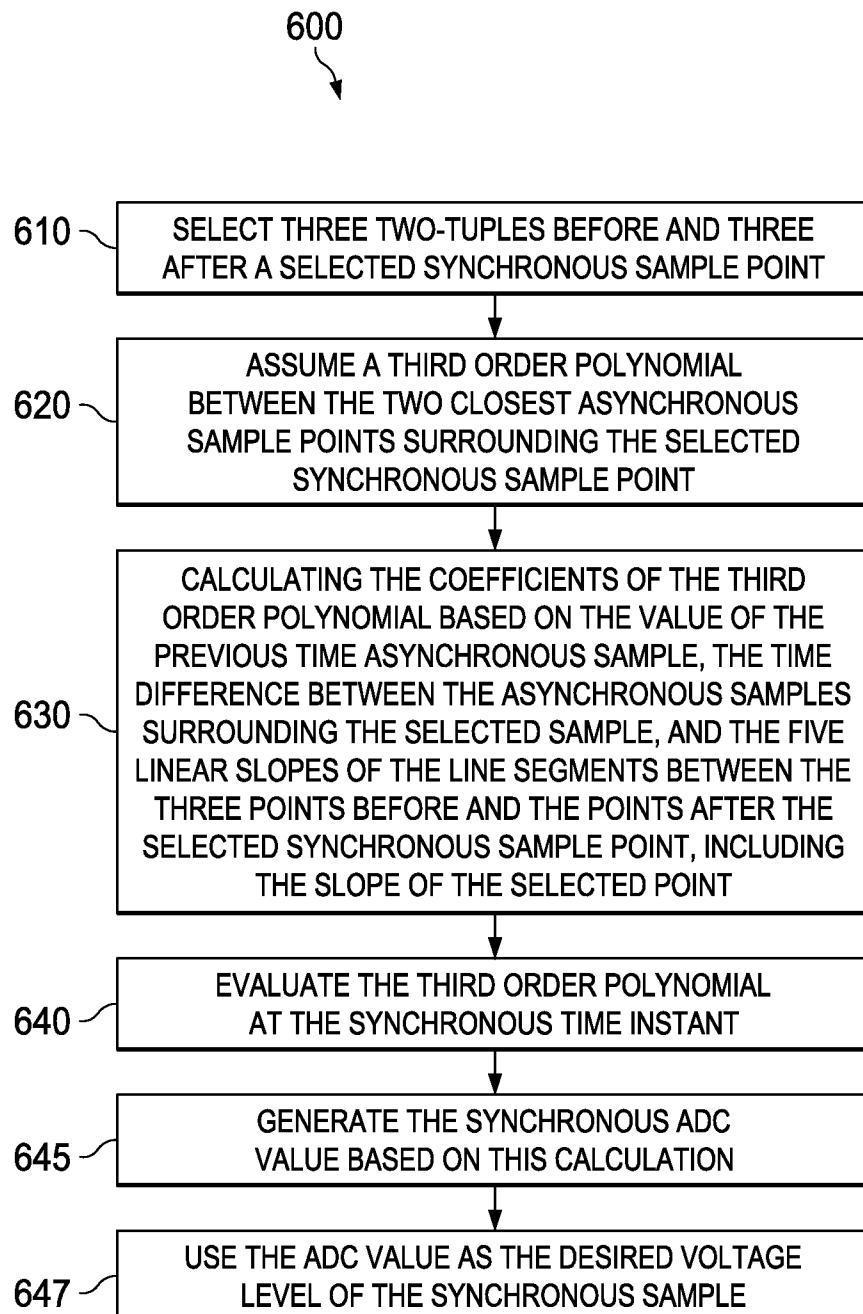 600
610
SELECT THREE TWO-TUPLES BEFORE AND THREE
AFTER A SELECTED SYNCHRONOUS SAMPLE POINT
620
ASSUME A THIRD ORDER POLYNOMIAL
BETWEEN THE TWO CLOSEST ASYNCHRONOUS
SAMPLE POINTS SURROUNDING THE SELECTED
SYNCHRONOUS SAMPLE POINT
630
CALCULATING THE COEFFICIENTS OF THE THIRD
ORDER POLYNOMIAL BASED ON THE VALUE OF THE
PREVIOUS TIME ASYNCHRONOUS SAMPLE, THE TIME
DIFFERENCE BETWEEN THE ASYNCHRONOUS SAMPLES
SURROUNDING THE SELECTED SAMPLE, AND THE FIVE
LINEAR SLOPES OF THE LINE SEGMENTS BETWEEN THE
THREE POINTS BEFORE AND THE POINTS AFTER THE
SELECTED SYNCHRONOUS SAMPLE POINT, INCLUDING
THE SLOPE OF THE SELECTED POINT
640
EVALUATE THE THIRD ORDER POLYNOMIAL
AT THE SYNCHRONOUS TIME INSTANT
645
GENERATE THE SYNCHRONOUS ADC
VALUE BASED ON THIS CALCULATION
647
USE THE ADC VALUE AS THE DESIRED VOLTAGE
LEVEL OF THE SYNCHRONOUS SAMPLE